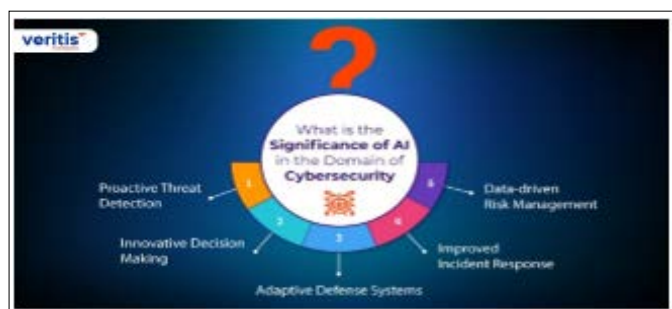 veritis
?
What is the
Significance of AI
in the Domain of
Cybersecurity
1
Proactive Threat
Detection
2
Innovative Decision
Making
3
Adaptive Defense Systems
4
Improved
Incident Response
5
Data-driven
Risk Management